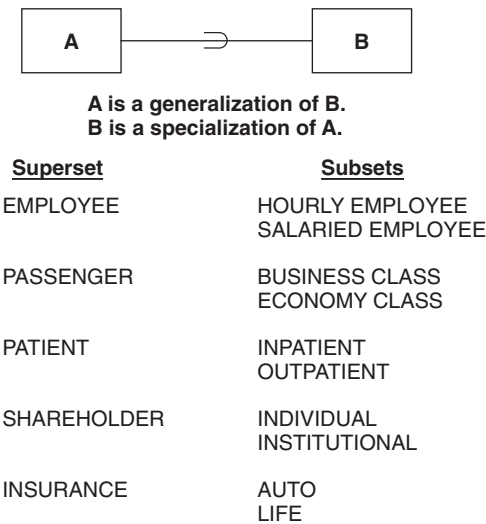 A
B
A is a generalization of B.
B is a specialization of A.
Superset Subsets
EMPLOYEE HOURLY EMPLOYEE
SALARIED EMPLOYEE
PASSENGER BUSINESS CLASS
ECONOMY CLASS
PATIENT INPATIENT
OUTPATIENT
SHAREHOLDER INDIVIDUAL
INSTITUTIONAL
INSURANCE AUTO
LIFE